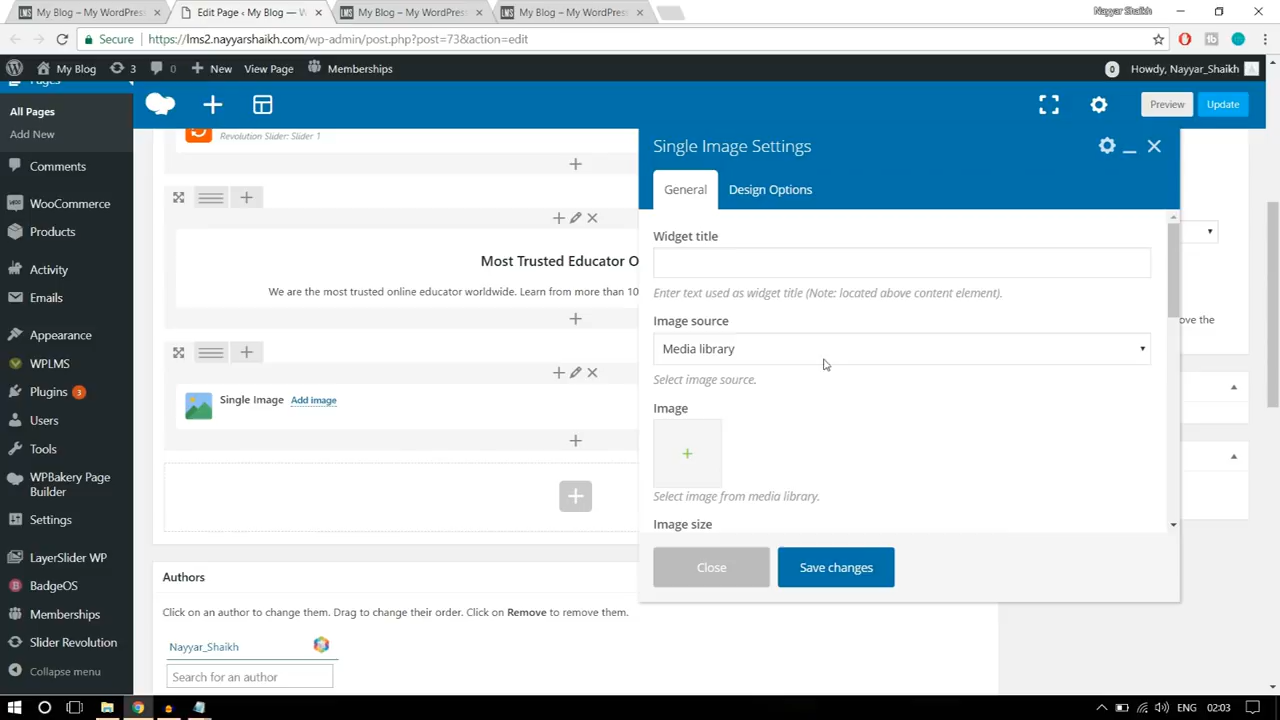 My Blog – My WordPress
Edit Page ‹ My Blog —
My Blog – My WordPress
My Blog – My WordPress
Nayyar Shaikh
Secure
https://lms2.nayyarshaikh.com/wp-admin/post.php?post=73&action=edit
My Blog
3
0
New
View Page
Memberships
0
Howdy, Nayyar_Shaikh
Pages
All Pages
Add New
Comments
WooCommerce
Products
Activity
Emails
Appearance
WPLMS
Plugins 3
Users
Tools
WPBakery Page
Builder
Settings
LayerSlider WP
BadgeOS
Memberships
Slider Revolution
Collapse menu
Preview
Update
Revolution Slider: Slider 1
Most Trusted Educator O
We are the most trusted online educator worldwide. Learn from more than 10
Single Image Add image
Single Image Settings
General
Design Options
Widget title
Enter text used as widget title (Note: located above content element).
Image source
Media library
Select image source.
Image
Select image from media library.
Image size
Close
Save changes
ove the
Authors
Click on an author to change them. Drag to change their order. Click on Remove to remove them.
Nayyar_Shaikh
Search for an author
ENG
02:03